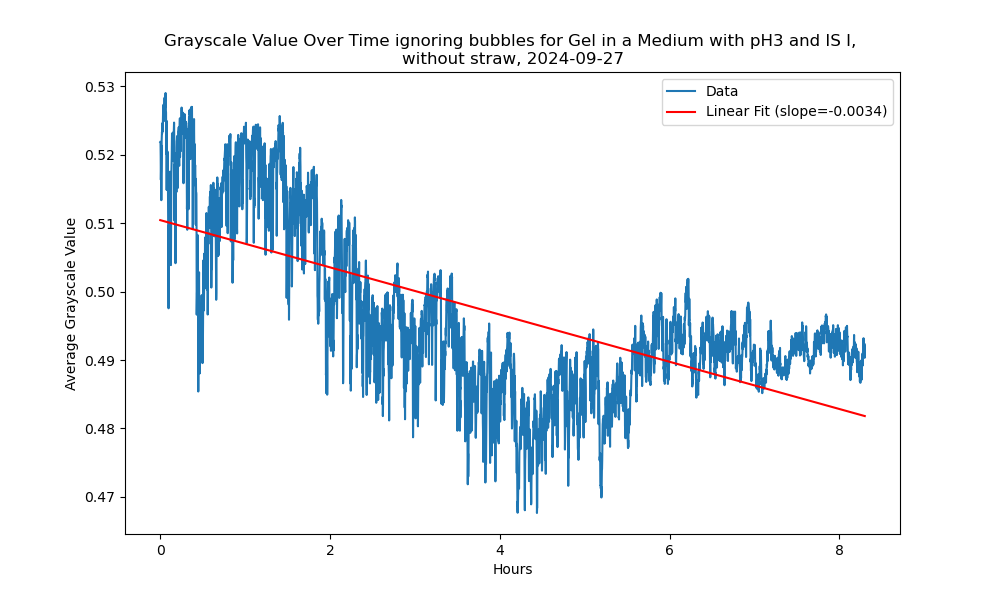 Grayscale Value Over Time ignoring bubbles for Gel in a Medium with pH3 and IS I,
without straw, 2024-09-27
Data
Linear Fit (slope=-0.0034)
Average Grayscale Value
0.53
0.52
0.51
0.50
0.49
0.48
0.47
0
2
4
6
8
Hours